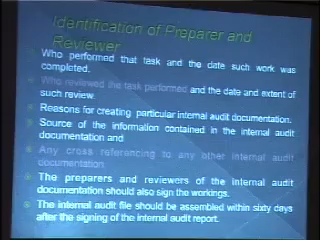 Identification of Preparer and
Reviewer
Who performed that task and the date such work was
completed.
Who reviewed the task performed and the date and extent of
such review.
Reasons for creating particular internal audit documentation.
Source of the information contained in the internal audit
documentation and
Any cross referencing to any other internal audit
documentation.
The preparers and reviewers of the internal audit
documentation should also sign the workings.
The internal audit file should be assembled within sixty days
after the signing of the internal audit report.